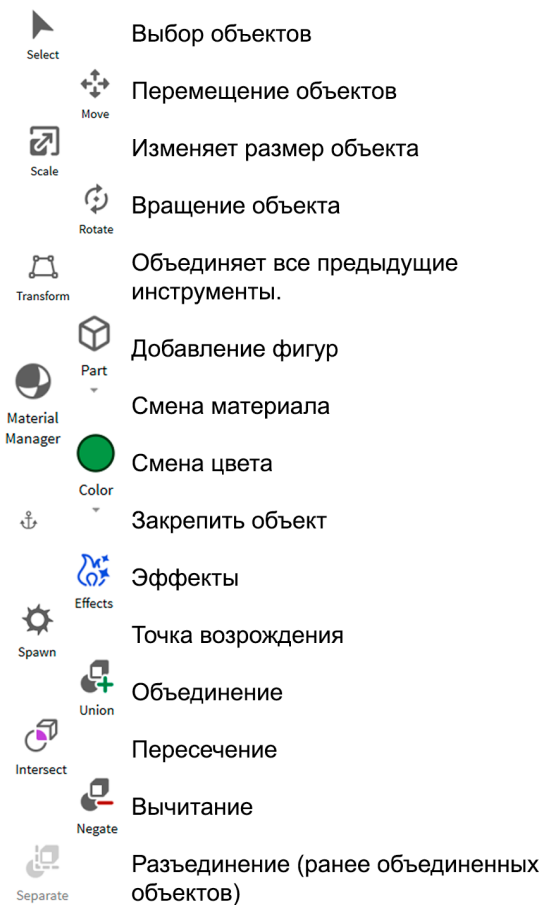 Select
Выбор объектов
Move
Перемещение объектов
Scale
Изменяет размер объекта
Rotate
Вращение объекта
Transform
Объединяет все предыдущие
инструменты.
Part
Добавление фигур
Material
Manager
Смена материала
Color
Смена цвета
Закрепить объект
Effects
Эффекты
Spawn
Точка возрождения
Union
Объединение
Intersect
Пересечение
Negate
Вычитание
Separate
Разъединение (ранее объединенных
объектов)